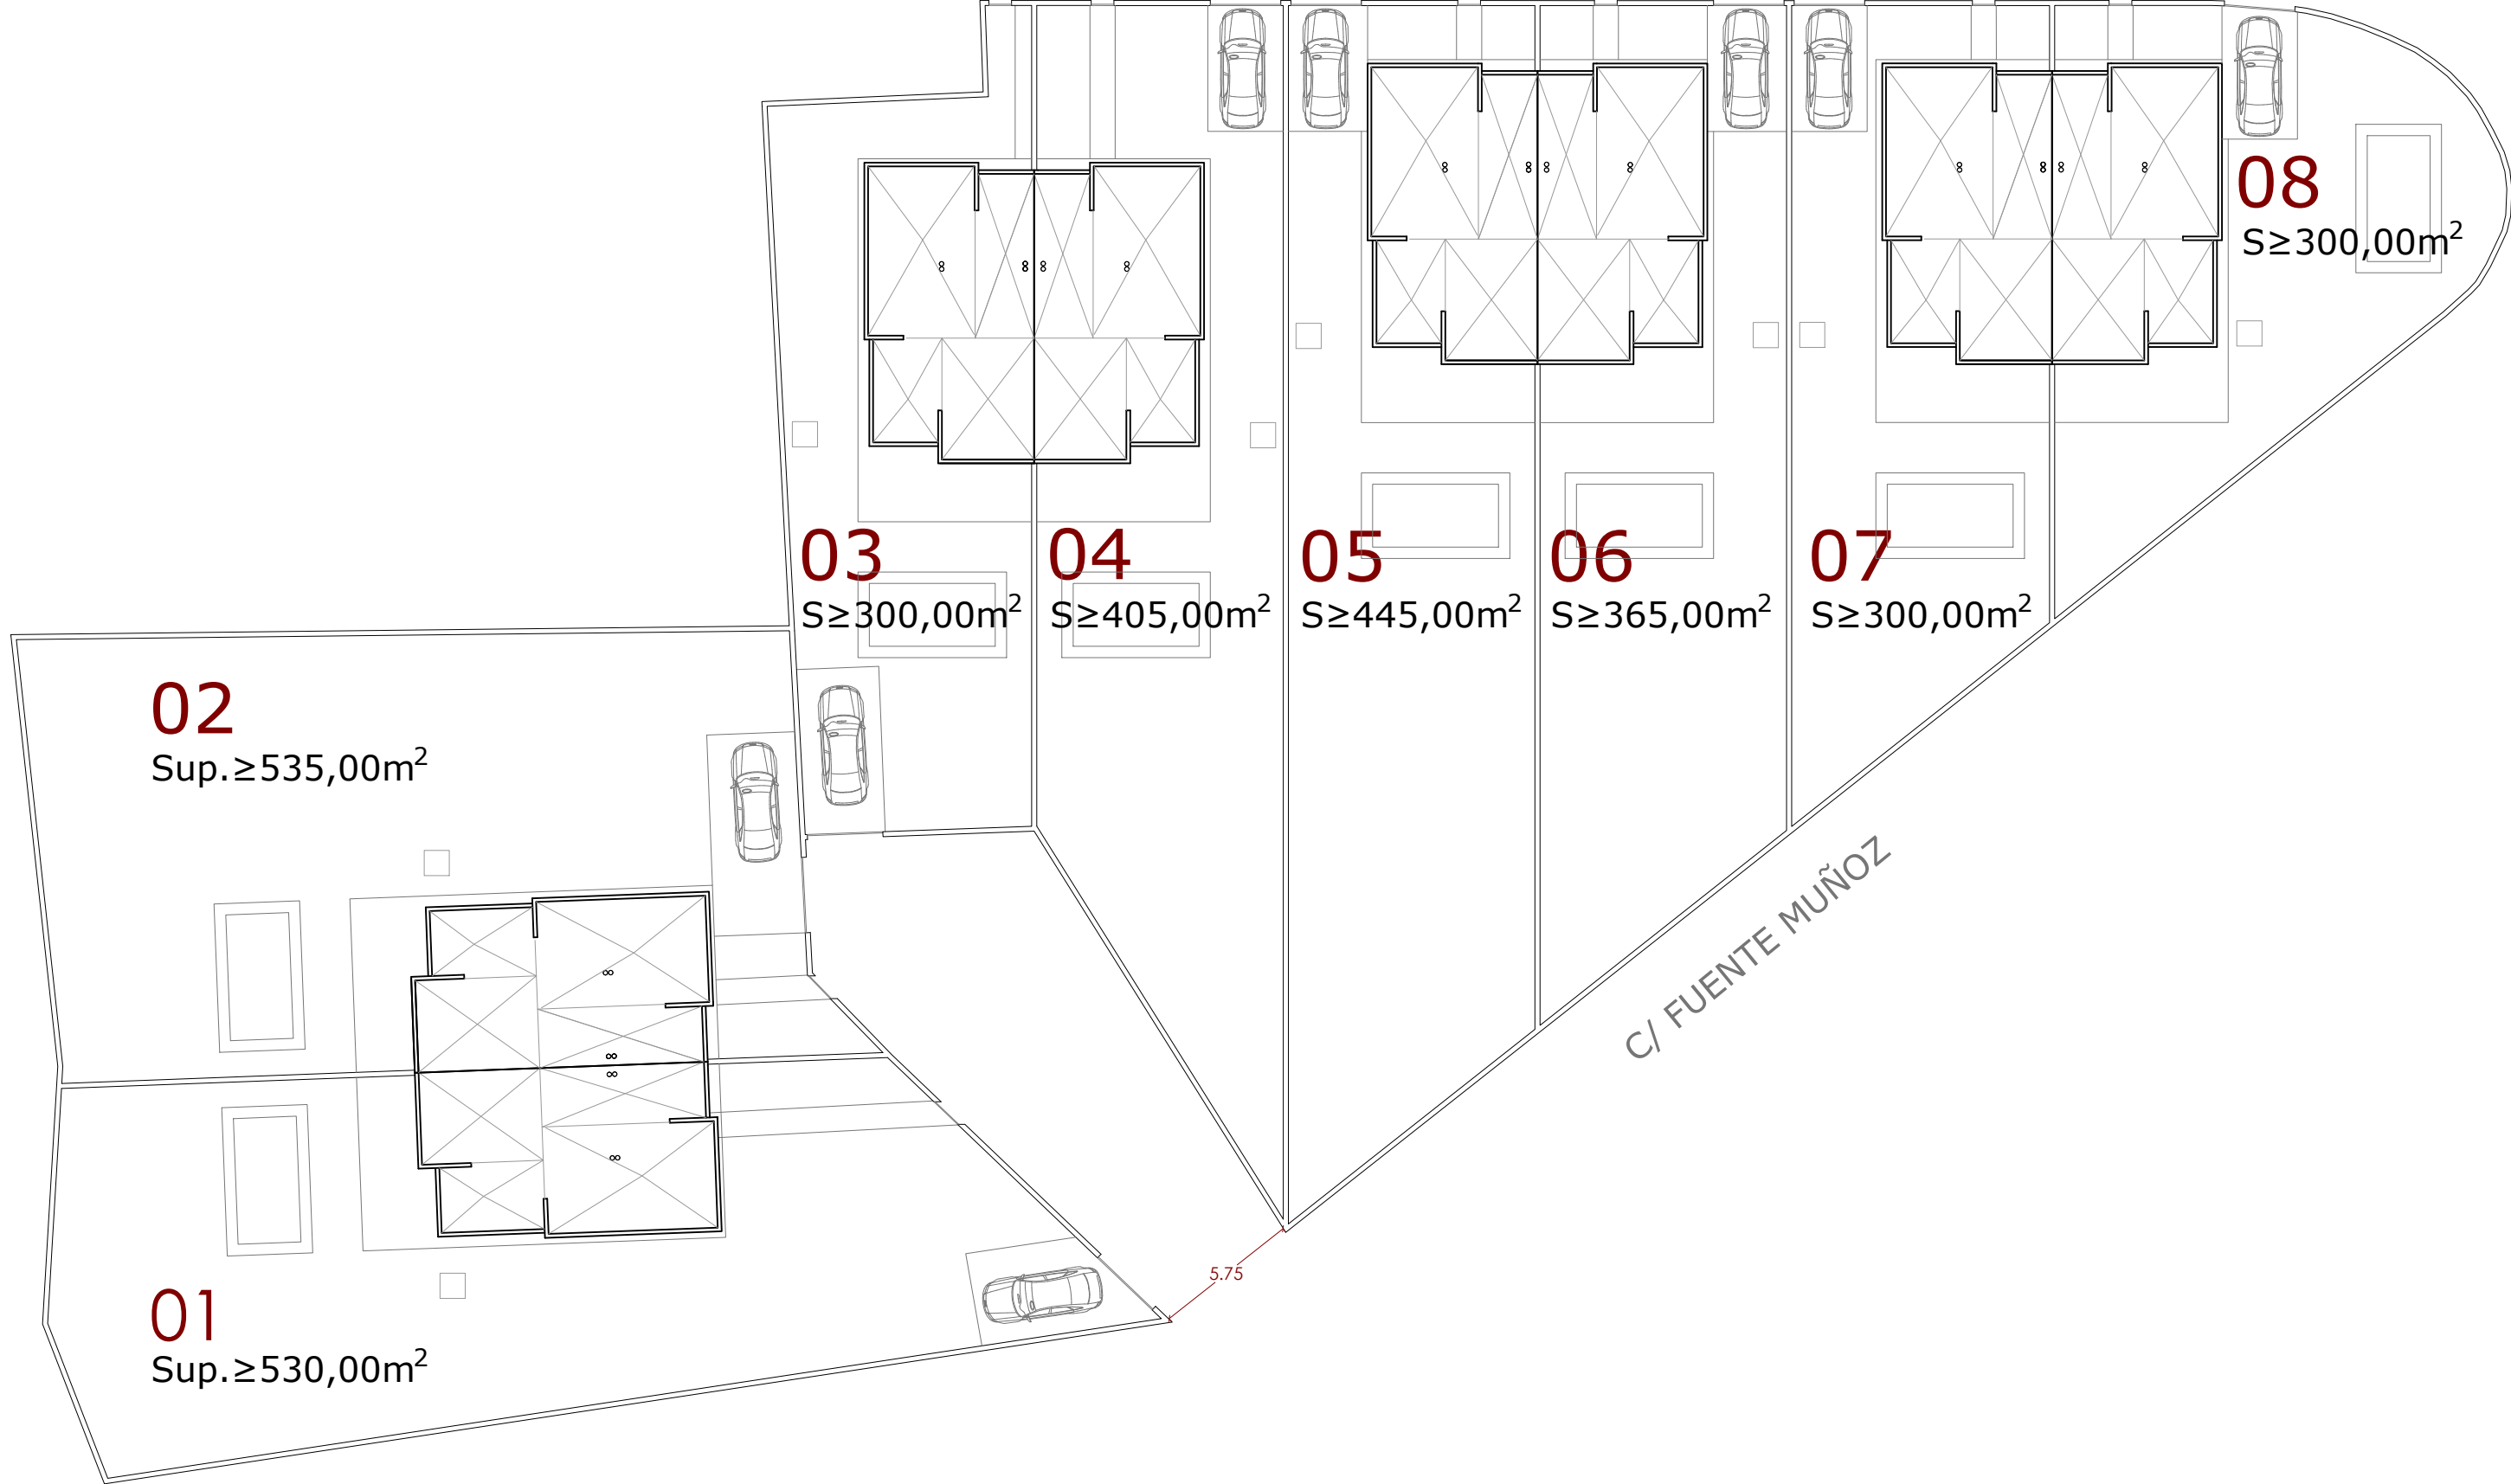 08
S≥300,00m²
03
S≥300,00m²
04
S≥405,00m²
05
S≥445,00m²
06
S≥365,00m²
07
S≥300,00m²
02
Sup.≥535,00m²
C/ FUENTE MUÑOZ
5.75
01
Sup.≥530,00m²